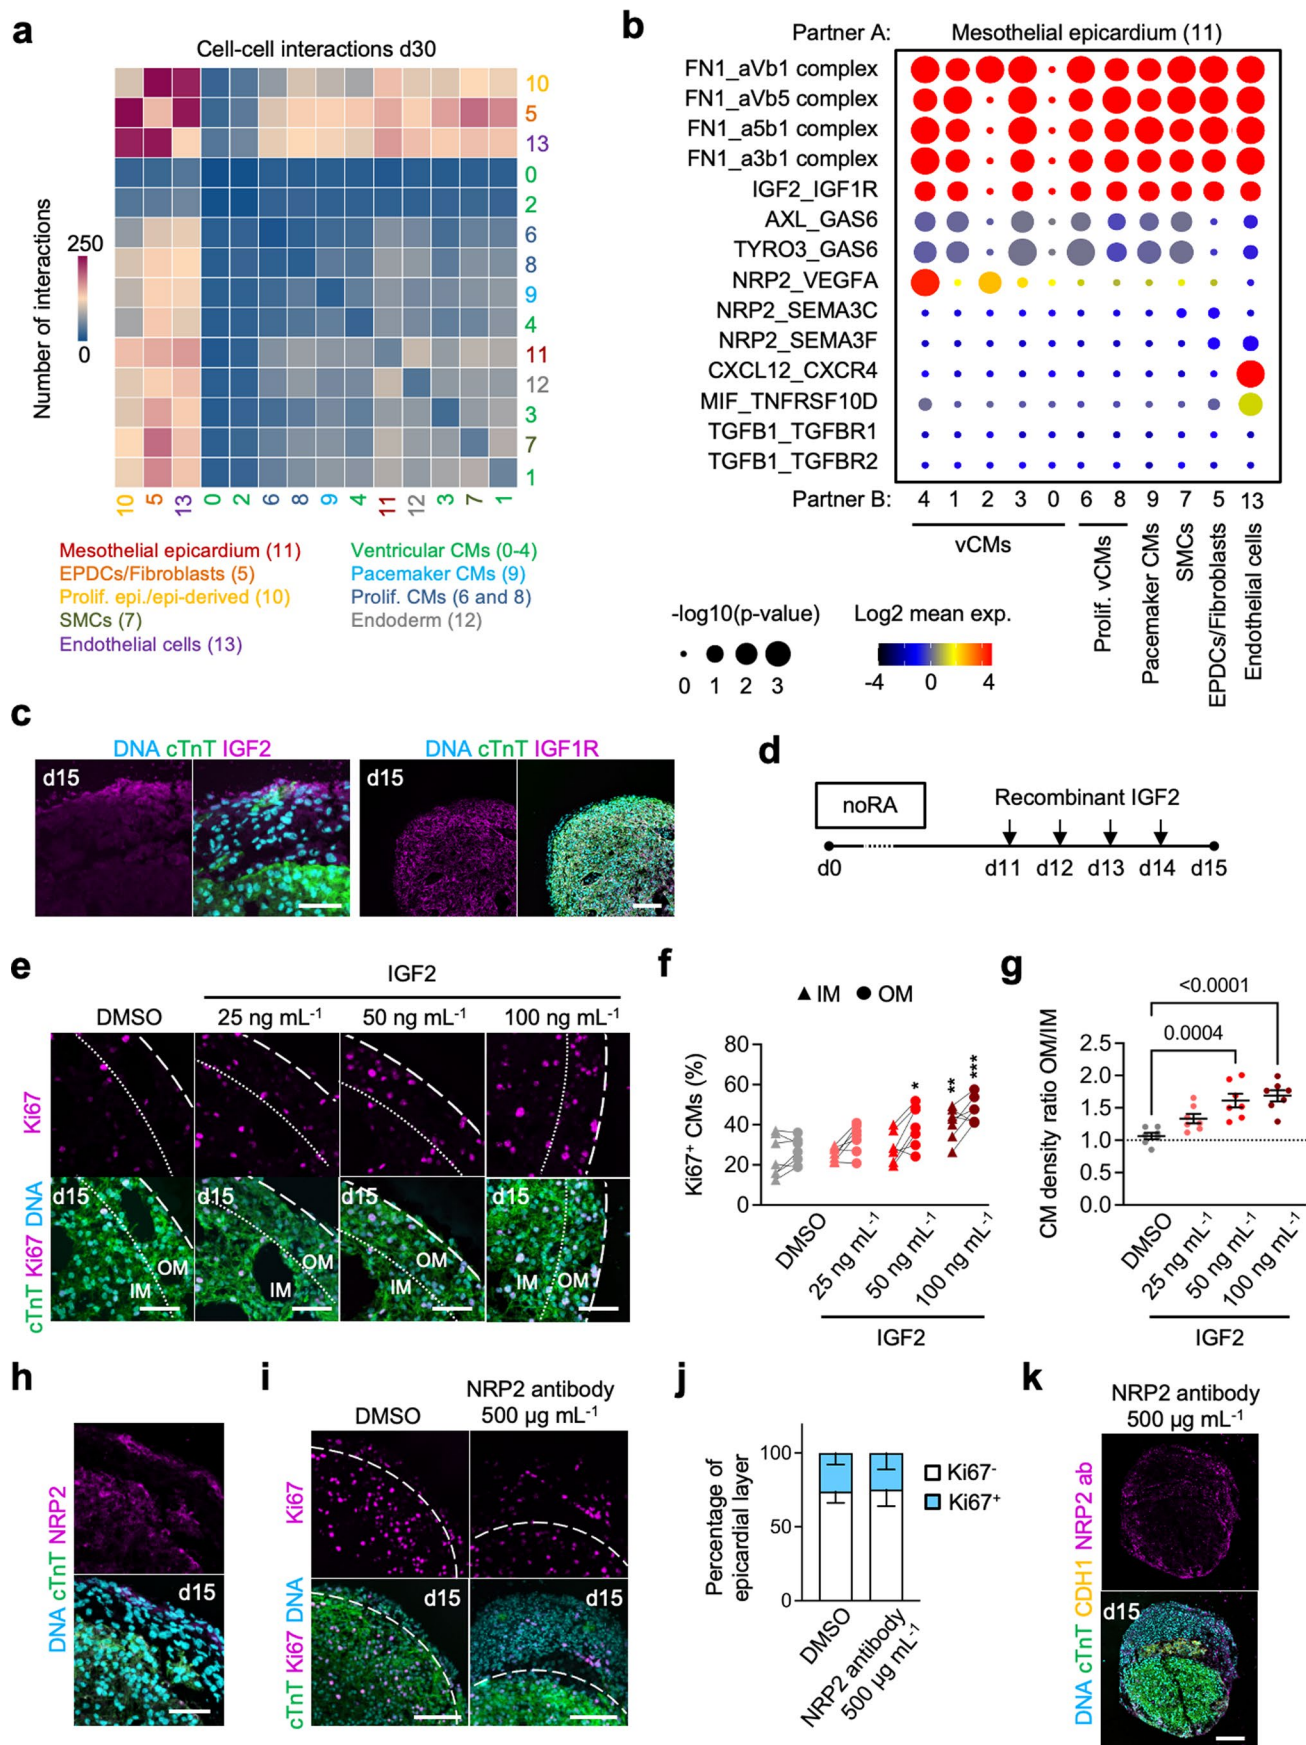 a
Cell-cell interactions d30
Number of interactions
250
0
10
5
13
0
2
6
8
9
4
11
12
3
7
1
10 5 13 0 2 6 8 9 4 11 12 3 7 1
Mesothelial epicardium (11)
EPDCs/Fibroblasts (5)
Prolif. epi./epi-derived (10)
SMCs (7)
Endothelial cells (13)
Ventricular CMs (0-4)
Pacemaker CMs (9)
Prolif. CMs (6 and 8)
Endoderm (12)
b
Partner A: Mesothelial epicardium (11)
FN1_aVb1 complex
FN1_aVb5 complex
FN1_a5b1 complex
FN1_a3b1 complex
IGF2_IGF1R
AXL_GAS6
TYRO3_GAS6
NRP2_VEGFA
NRP2_SEMA3C
NRP2_SEMA3F
CXCL12_CXCR4
MIF_TNFRSF10D
TGFB1_TGFBR1
TGFB1_TGFBR2
Partner B: 4 1 2 3 0 6 8 9 7 5 13
vCMs
Prolif. vCMs
Pacemaker CMs
SMCs
EPDCs/Fibroblasts
Endothelial cells
-log10(p-value)
0 1 2 3
Log2 mean exp.
-4 0 4
c
DNA cTnT IGF2
d15
DNA cTnT IGF1R
d15
d
noRA
Recombinant IGF2
d0 d11 d12 d13 d14 d15
e
IGF2
DMSO 25 ng mL⁻¹ 50 ng mL⁻¹ 100 ng mL⁻¹
Ki67
cTnT Ki67 DNA
d15 d15 d15 d15
OM OM OM OM
IM IM IM IM
f
IM OM
Ki67⁺ CMs (%)
80
60
40
20
0
* ** ***
DMSO
25 ng mL⁻¹
50 ng mL⁻¹
100 ng mL⁻¹
IGF2
g
<0.0001
0.0004
CM density ratio OM/IM
2.5
2.0
1.5
1.0
0.5
0.0
DMSO
25 ng mL⁻¹
50 ng mL⁻¹
100 ng mL⁻¹
IGF2
h
DNA cTnT NRP2
d15
i
DMSO
NRP2 antibody
500 µg mL⁻¹
Ki67
cTnT Ki67 DNA
d15 d15
j
Percentage of
epicardial layer
100
50
0
Ki67⁻
Ki67⁺
DMSO
NRP2 antibody
500 µg mL⁻¹
k
NRP2 antibody
500 µg mL⁻¹
DNA cTnT CDH1 NRP2 ab
d15